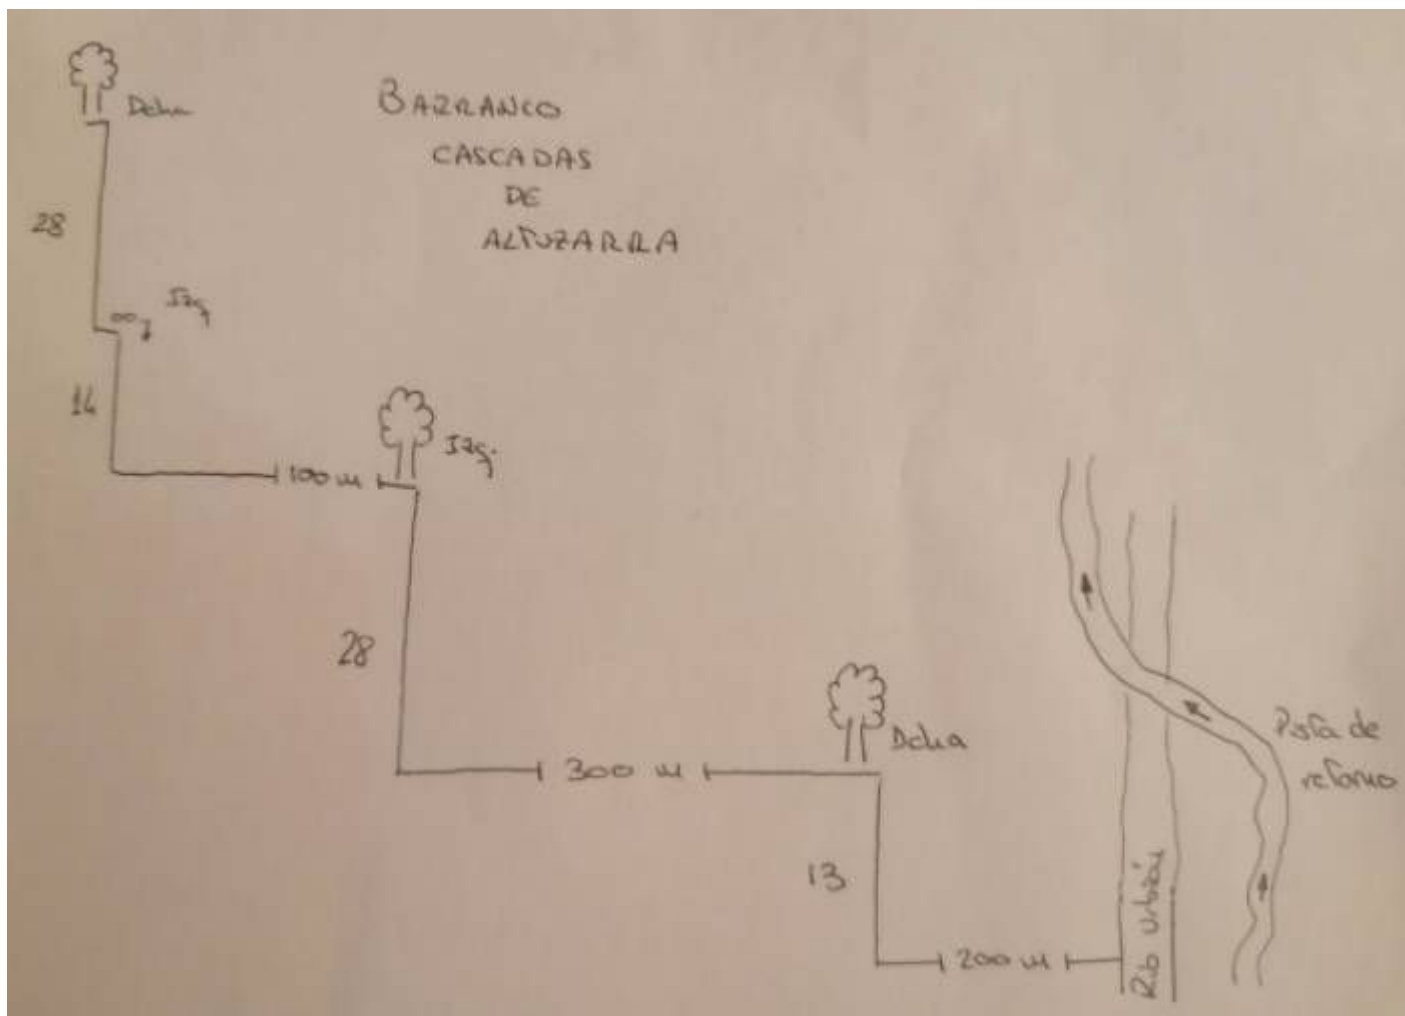 BARRANCO
CASCADAS
DE
ALTUZARRA
Dcha
28
Izq
14
100 m
Izq.
28
300 m
Dcha
13
200 m
Rio Urbión
Pista de
retorno